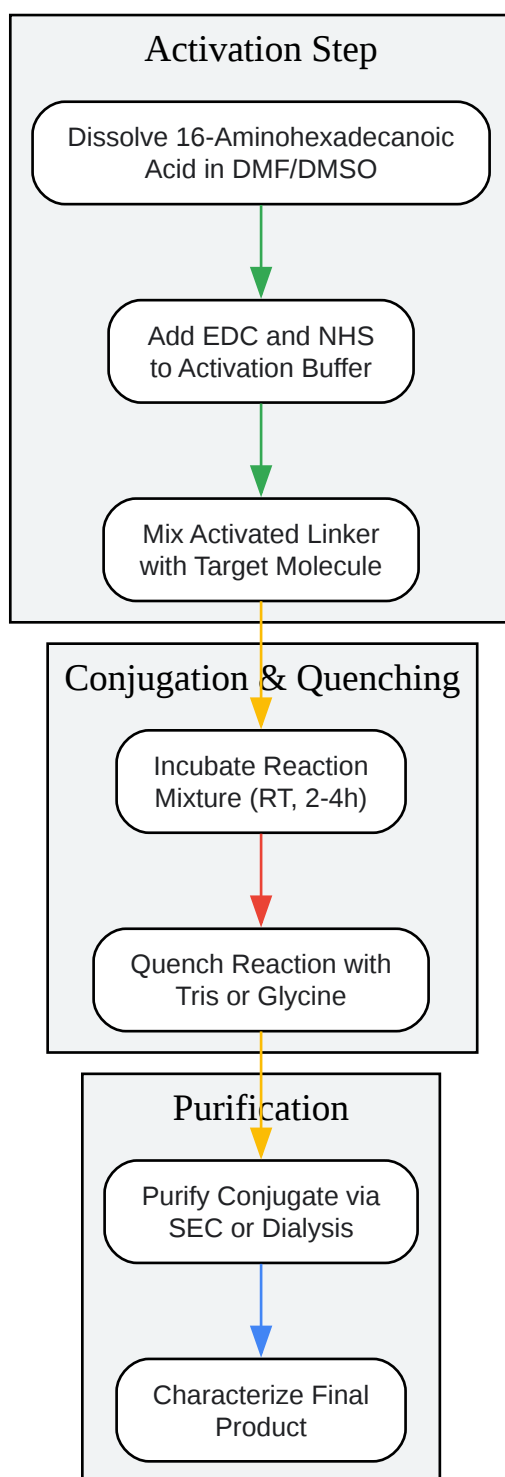 Activation Step
Dissolve 16-Aminohexadecanoic
Acid in DMF/DMSO
Add EDC and NHS
to Activation Buffer
Mix Activated Linker
with Target Molecule
Conjugation & Quenching
Incubate Reaction
Mixture (RT, 2-4h)
Quench Reaction with
Tris or Glycine
Purification
Purify Conjugate via
SEC or Dialysis
Characterize Final
Product